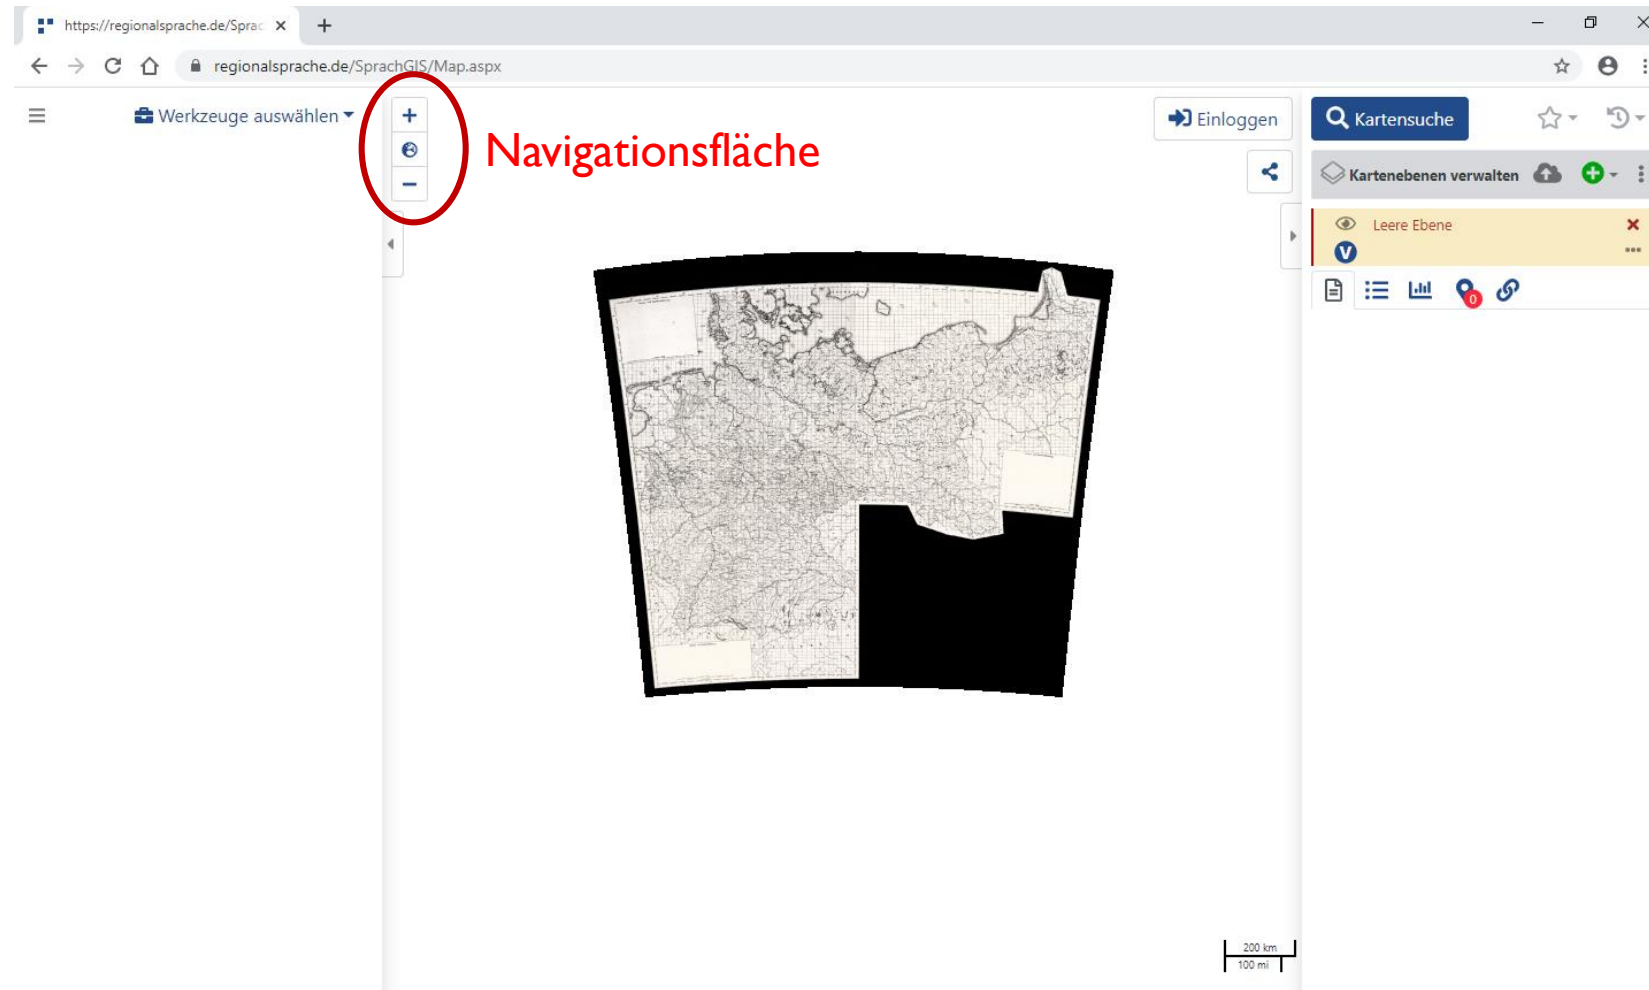 https://regionalsprache.de/Sprac
regionalsprache.de/SprachGIS/Map.aspx
Werkzeuge auswählen
Navigationsfläche
Einloggen
Kartensuche
Kartenebenen verwalten
Leere Ebene
V
0
200 km
100 mi